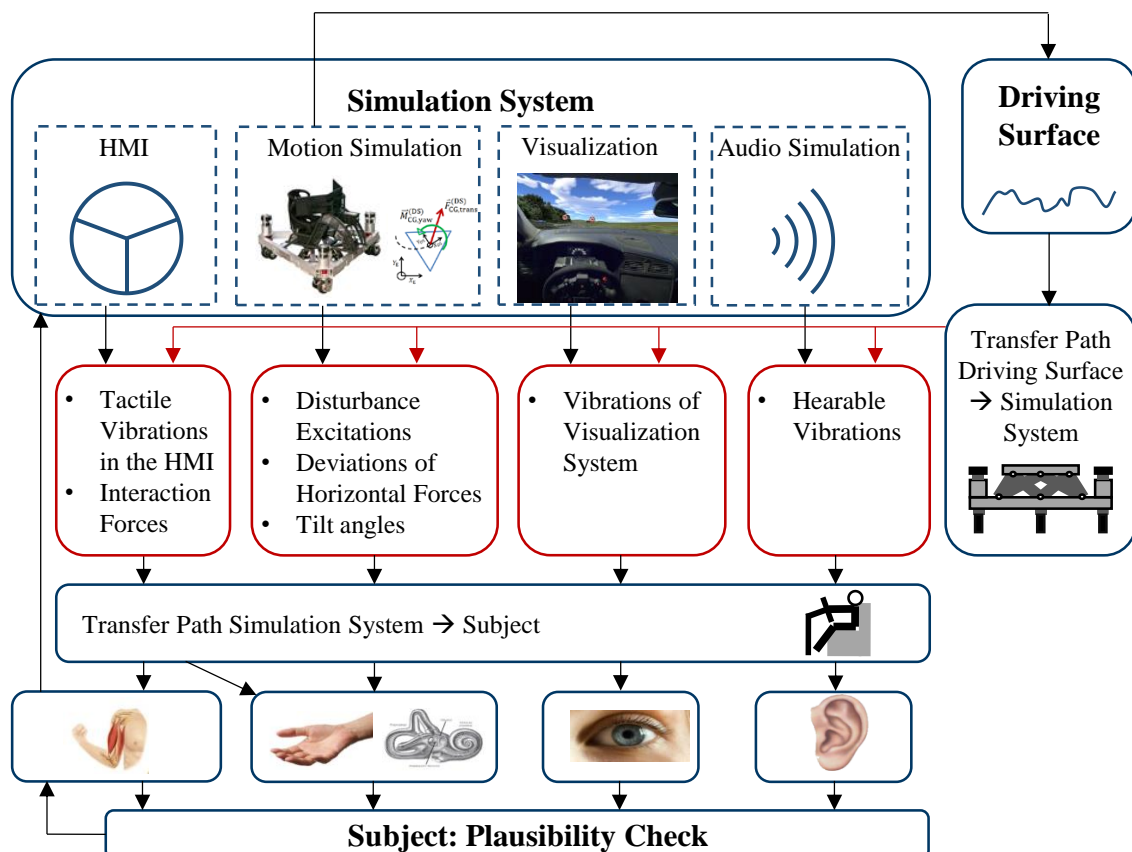 Simulation System
HMI
Motion Simulation
Visualization
Audio Simulation
Driving
Surface
Transfer Path
Driving Surface
→ Simulation
System
• Tactile
Vibrations
in the HMI
• Interaction
Forces
• Disturbance
Excitations
• Deviations of
Horizontal Forces
• Tilt angles
• Vibrations of
Visualization
System
• Hearable
Vibrations
Transfer Path Simulation System → Subject
Subject: Plausibility Check